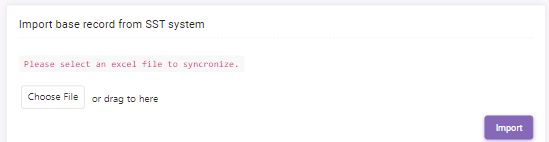 Import base record from SST system
Please select an excel file to syncronize.
Choose File or drag to here
Import